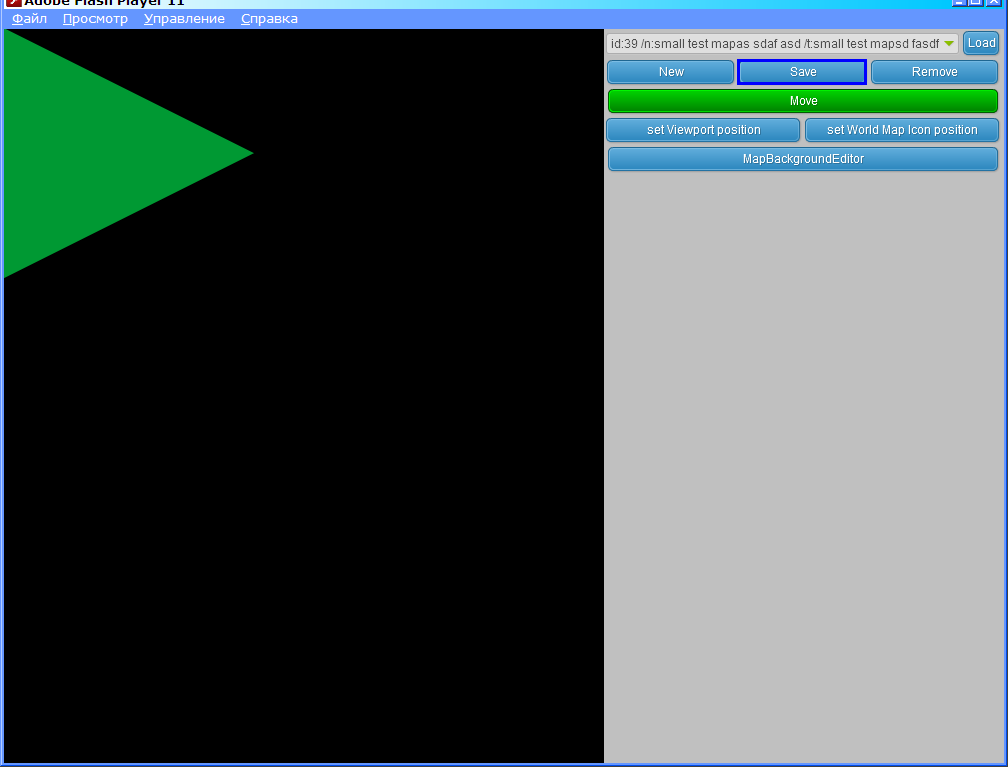 Adobe Flash Player 11
Файл Просмотр Управление Справка
id:39 /n:small test mapas sdaf asd /t:small test mapsd fasdf Load
New Save Remove
Move
set Viewport position set World Map Icon position
MapBackgroundEditor